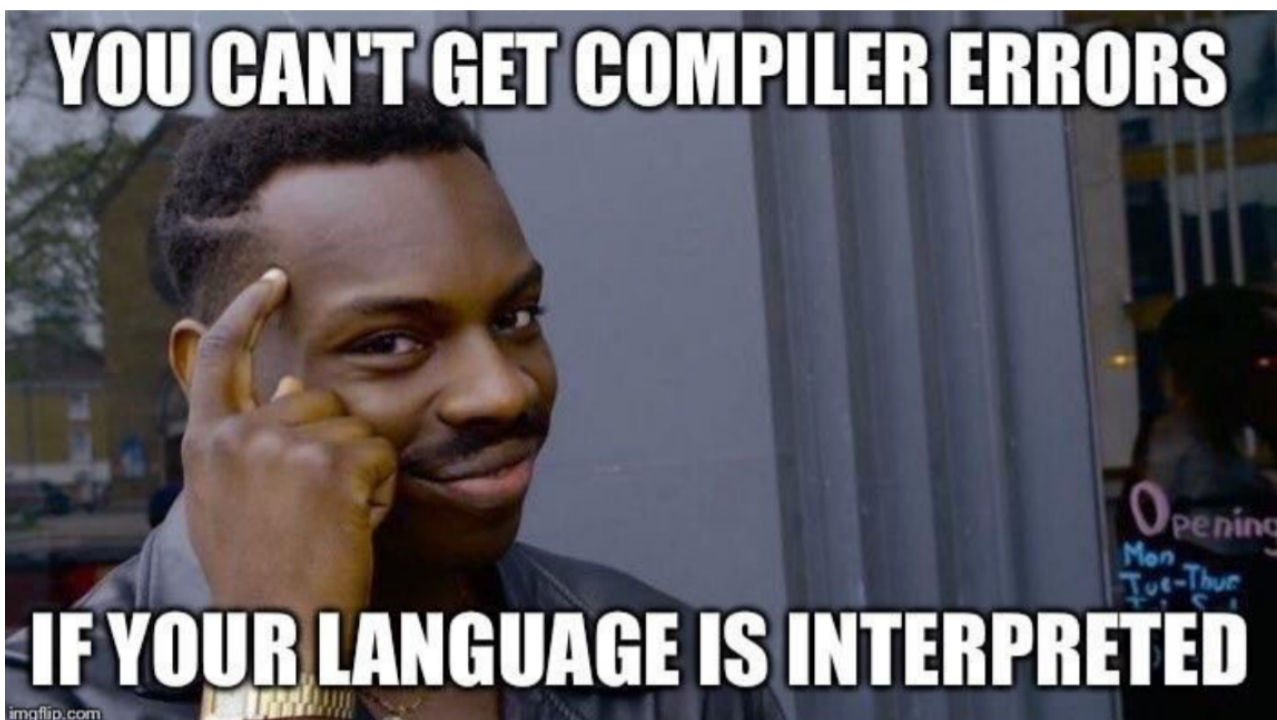 YOU CAN'T GET COMPILER ERRORS
Opening
Mon
Tue-Thur
IF YOUR LANGUAGE IS INTERPRETED
imgflip.com